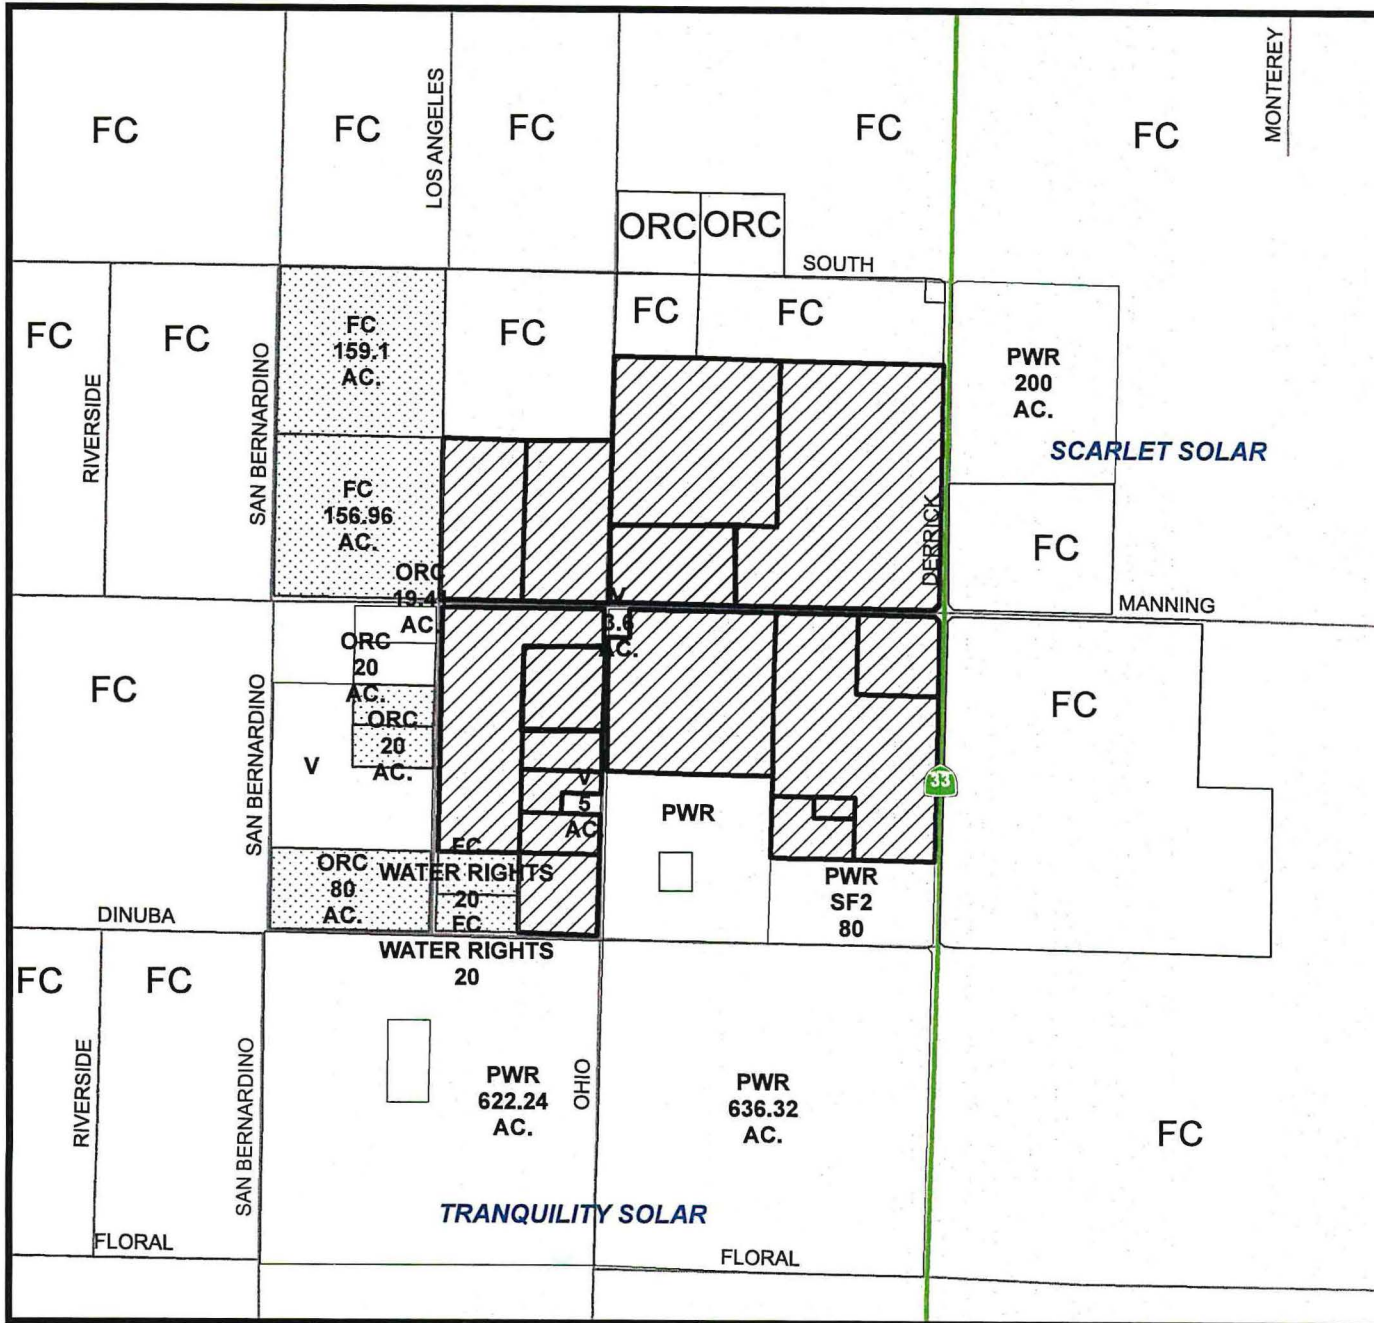 MONTEREY
LOS ANGELES
FC
FC
FC
FC
FC
ORC
ORC
SOUTH
FC
FC
FC
159.1
AC.
FC
FC
FC
PWR
200
AC.
SCARLET SOLAR
RIVERSIDE
SAN BERNARDINO
FC
156.96
AC.
DERRICK
FC
MANNING
ORC
19.4
AC.
V
3.6
AC.
ORC
20
AC.
FC
SAN BERNARDINO
ORC
20
AC.
V
FC
33
V
5
AC.
PWR
ORC
80
AC.
FC
WATER RIGHTS
20
PWR
SF2
80
DINUBA
FC
WATER RIGHTS
20
FC
FC
RIVERSIDE
SAN BERNARDINO
OHIO
PWR
622.24
AC.
PWR
636.32
AC.
FC
TRANQUILITY SOLAR
FLORAL
FLORAL